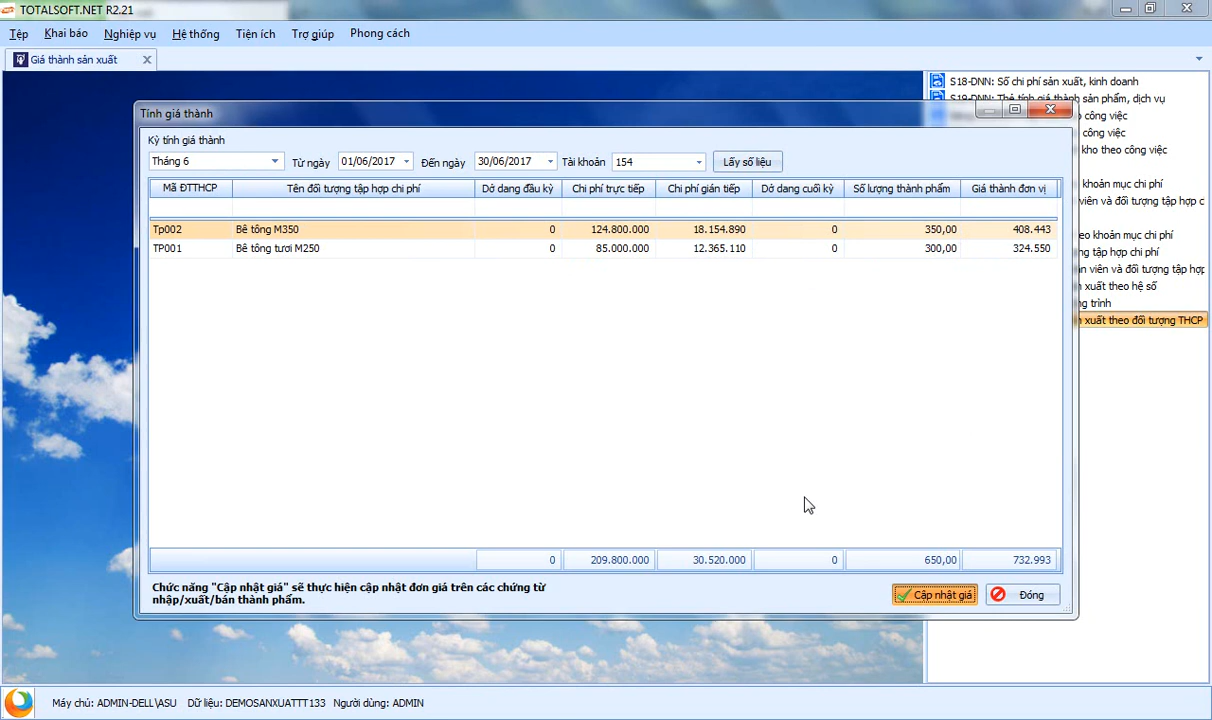 TOTALSOFT.NET R2.21
Tệp Khai báo Nghiệp vụ Hệ thống Tiện ích Trợ giúp Phong cách
Giá thành sản xuất
S18-DNN: Sổ chi phí sản xuất, kinh doanh
S19-DNN: Thẻ tính giá thành sản phẩm, dịch vụ
Tính giá thành
o công việc
công việc
kho theo công việc
Kỳ tính giá thành
Tháng 6 Từ ngày 01/06/2017 Đến ngày 30/06/2017 Tài khoản 154 Lấy số liệu
khoản mục chi phí
Mã ĐTTHCP Tên đối tượng tập hợp chi phí Dở dang đầu kỳ Chi phí trực tiếp Chi phí gián tiếp Dở dang cuối kỳ Số lượng thành phẩm Giá thành đơn vị
viên và đối tượng tập hợp c
Tp002 Bê tông M350 0 124.800.000 18.154.890 0 350,00 408.443
eo khoản mục chi phí
TP001 Bê tông tươi M250 0 85.000.000 12.365.110 0 300,00 324.550
ng tập hợp chi phí
ân viên và đối tượng tập hợp
n xuất theo hệ số
ng trình
n xuất theo đối tượng THCP
0 209.800.000 30.520.000 0 650,00 732.993
Chức năng "Cập nhật giá" sẽ thực hiện cập nhật đơn giá trên các chứng từ
nhập/xuất/bán thành phẩm.
Cập nhật giá Đóng
Máy chủ: ADMIN-DELL\ASU Dữ liệu: DEMOSANXUATTT133 Người dùng: ADMIN